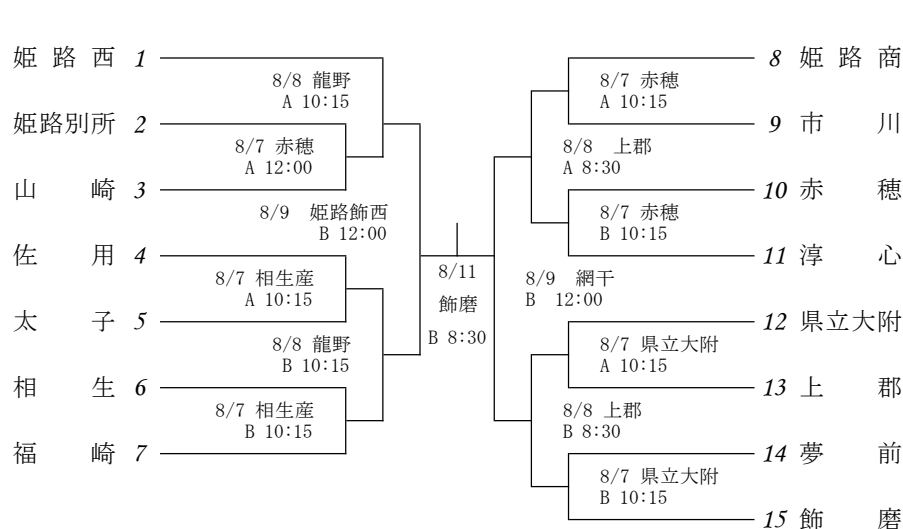 姫路西 1
8/8 龍野
A 10:15
姫路別所 2
8/7 赤穂
A 12:00
山崎 3
8/9 姫路飾西
B 12:00
佐用 4
8/7 相生産
A 10:15
太子 5
8/8 龍野
B 10:15
相生 6
8/7 相生産
B 10:15
福崎 7
8/11
飾磨
B 8:30
8 姫路商
8/7 赤穂
A 10:15
9 市川
8/8 上郡
A 8:30
10 赤穂
8/7 赤穂
B 10:15
11 淳心
8/9 網干
B 12:00
12 県立大附
8/7 県立大附
A 10:15
13 上郡
8/8 上郡
B 8:30
14 夢前
8/7 県立大附
B 10:15
15 飾磨